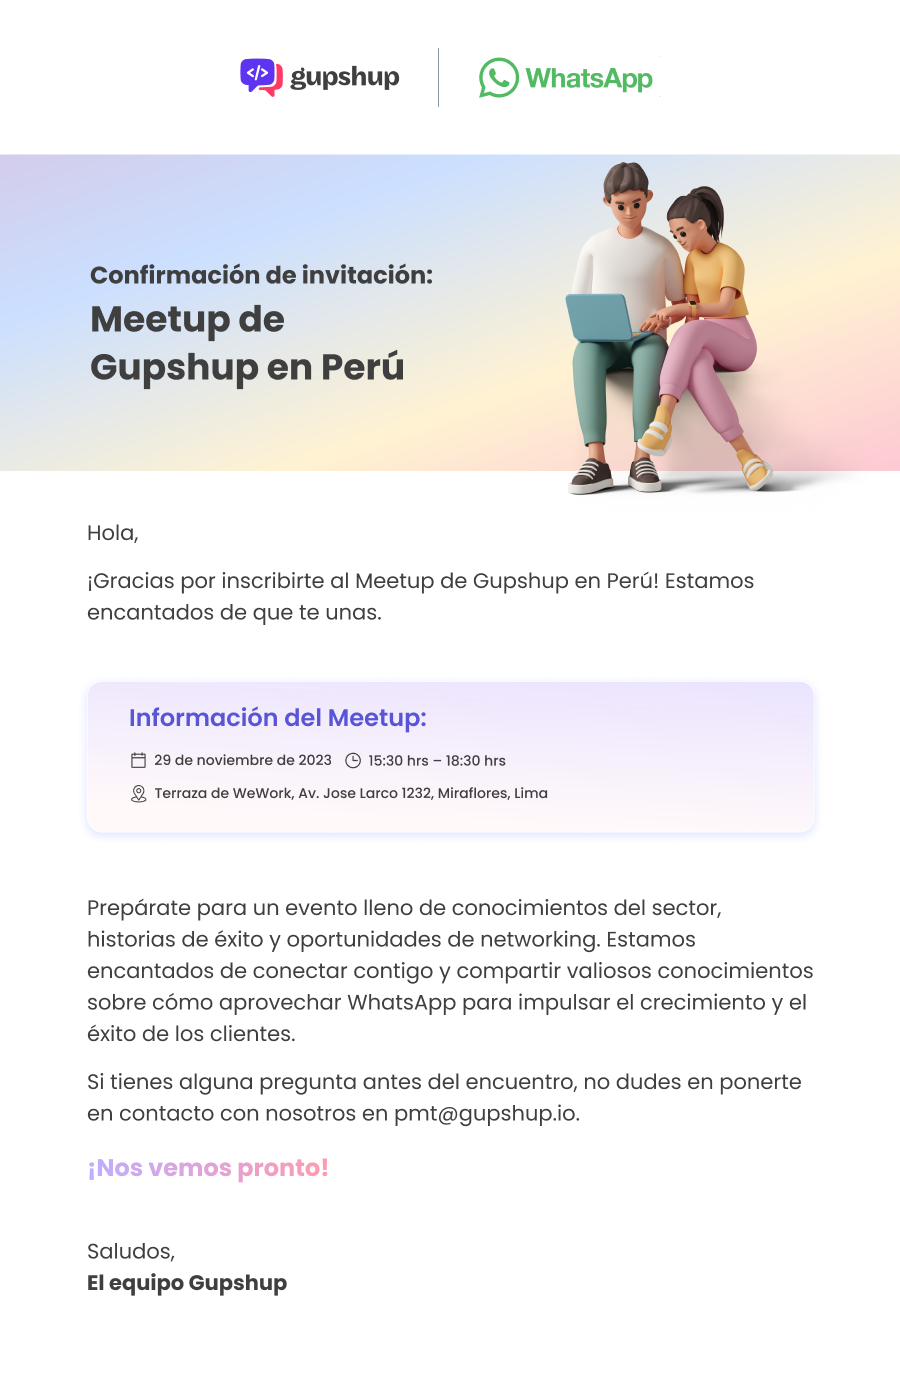 gupshup
WhatsApp
Confirmación de invitación:
Meetup de
Gupshup en Perú
Hola,
¡Gracias por inscribirte al Meetup de Gupshup en Perú! Estamos
encantados de que te unas.
Información del Meetup:
29 de noviembre de 2023 15:30 hrs – 18:30 hrs
Terraza de WeWork, Av. Jose Larco 1232, Miraflores, Lima
Prepárate para un evento lleno de conocimientos del sector,
historias de éxito y oportunidades de networking. Estamos
encantados de conectar contigo y compartir valiosos conocimientos
sobre cómo aprovechar WhatsApp para impulsar el crecimiento y el
éxito de los clientes.
Si tienes alguna pregunta antes del encuentro, no dudes en ponerte
en contacto con nosotros en pmt@gupshup.io.
¡Nos vemos pronto!
Saludos,
El equipo Gupshup